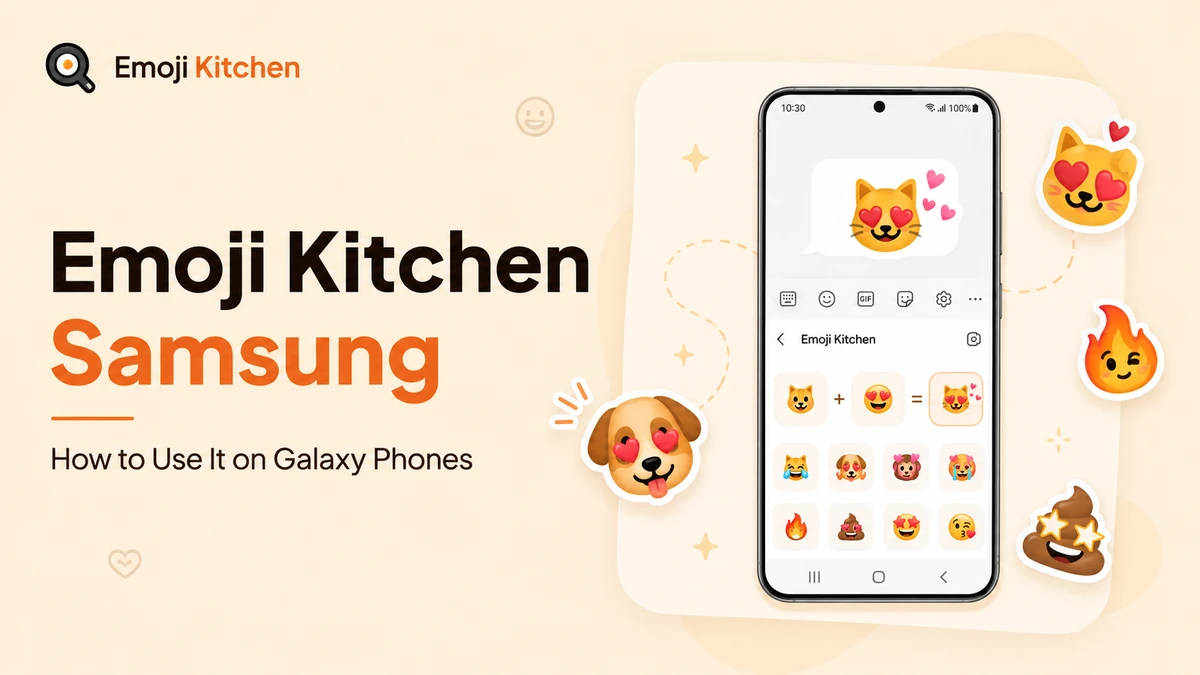 Emoji Kitchen
Emoji Kitchen
Samsung
How to Use It on Galaxy Phones
10:30
100%
GIF
Emoji Kitchen
+
=